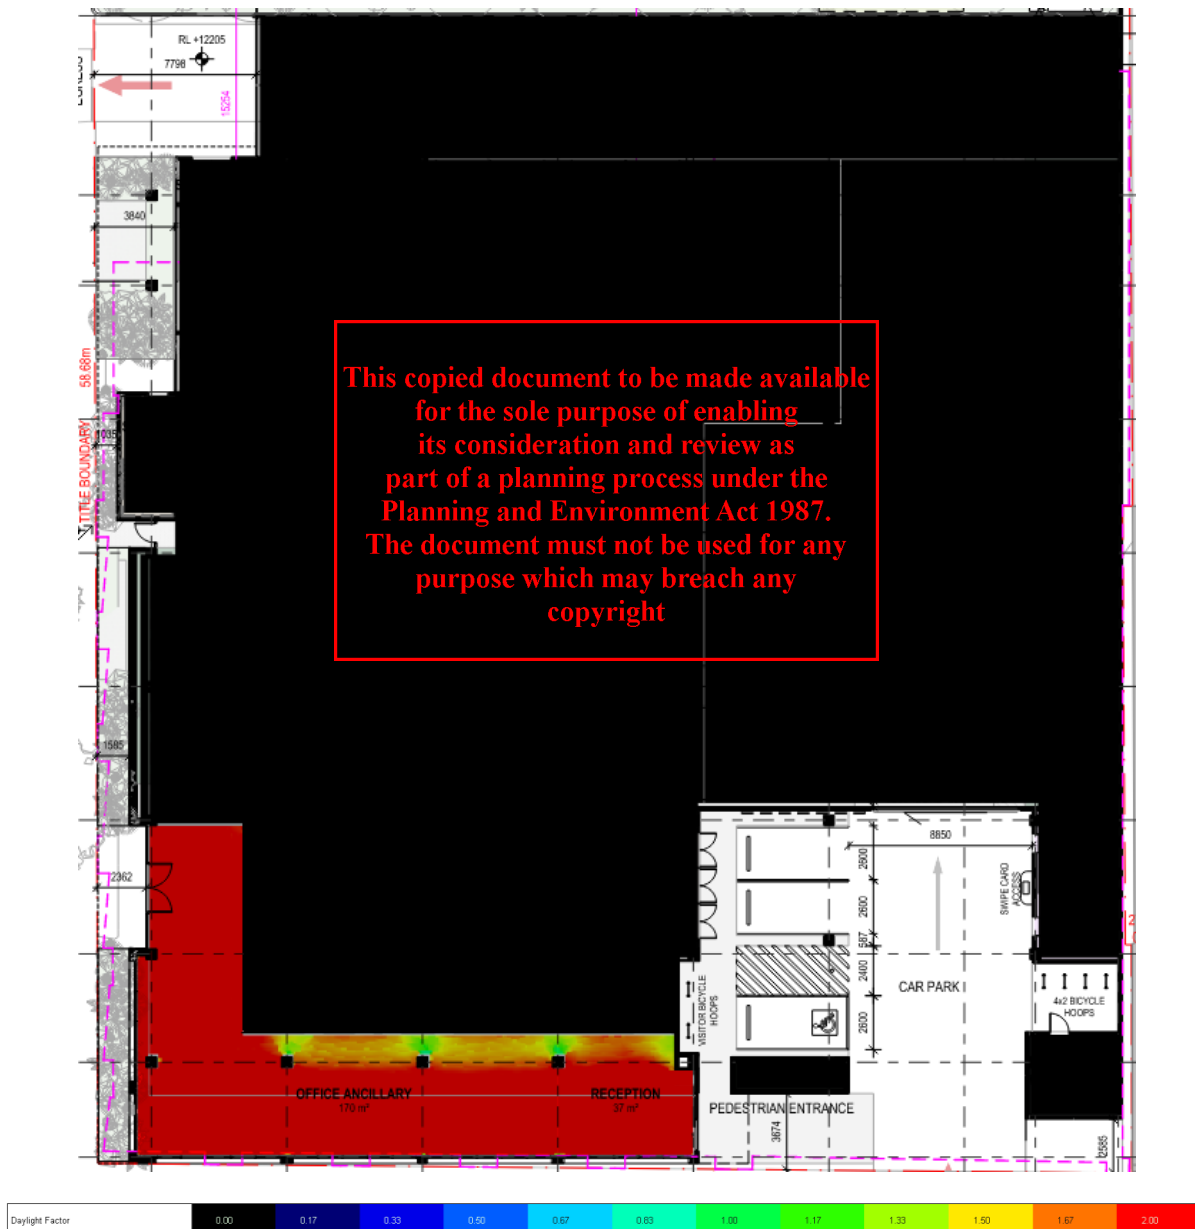 RL +12205
7798
15254
3840
58.68m
TITLE BOUNDARY
1035
This copied document to be made available
for the sole purpose of enabling
its consideration and review as
part of a planning process under the
Planning and Environment Act 1987.
The document must not be used for any
purpose which may breach any
copyright
1585
2362
8850
2600
SWIPE CARD
ACCESS
2600
587
2400
CAR PARK
VISITOR BICYCLE
HOOPS
4x2 BICYCLE
HOOPS
2600
OFFICE ANCILLARY
170 m²
RECEPTION
37 m²
PEDESTRIAN ENTRANCE
3674
2585
Daylight Factor 0.00 0.17 0.33 0.50 0.67 0.83 1.00 1.17 1.33 1.50 1.67 2.00